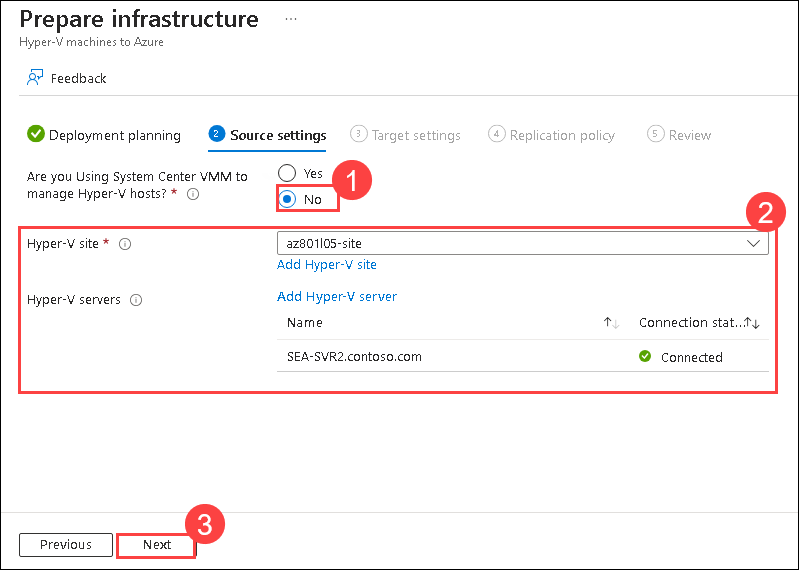 Prepare infrastructure ...
Hyper-V machines to Azure
Feedback
Deployment planning 2 Source settings 3 Target settings 4 Replication policy 5 Review
Are you Using System Center VMM to
manage Hyper-V hosts? *
Yes
No
1
2
Hyper-V site *
az801l05-site
Add Hyper-V site
Hyper-V servers
Add Hyper-V server
Name Connection stat...
SEA-SVR2.contoso.com Connected
3
Previous Next